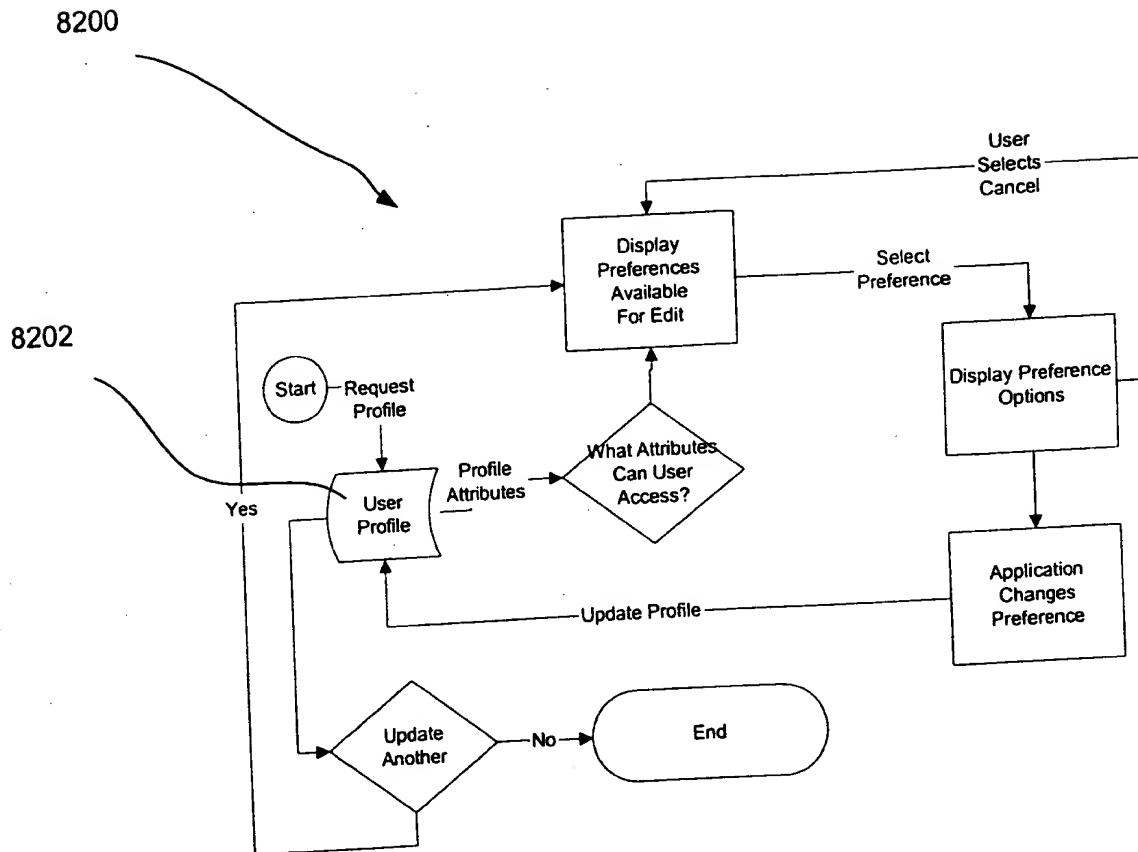 8200
User
Selects
Cancel
Display
Preferences
Available
For Edit
Select
Preference
8202
Start
Request
Profile
Display Preference
Options
What Attributes
Can User
Access?
Profile
Attributes
User
Profile
Yes
Application
Changes
Preference
Update Profile
Update
Another
No
End